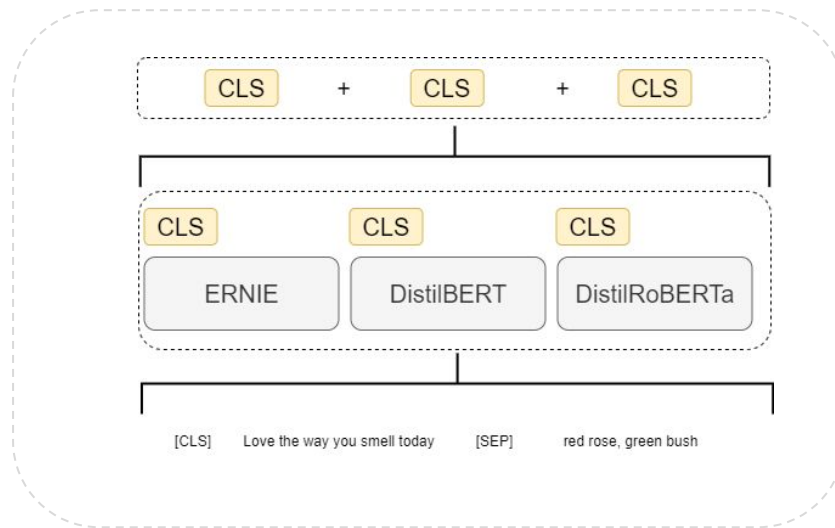 CLS + CLS + CLS
CLS CLS CLS
ERNIE DistilBERT DistilRoBERTa
[CLS] Love the way you smell today [SEP] red rose, green bush